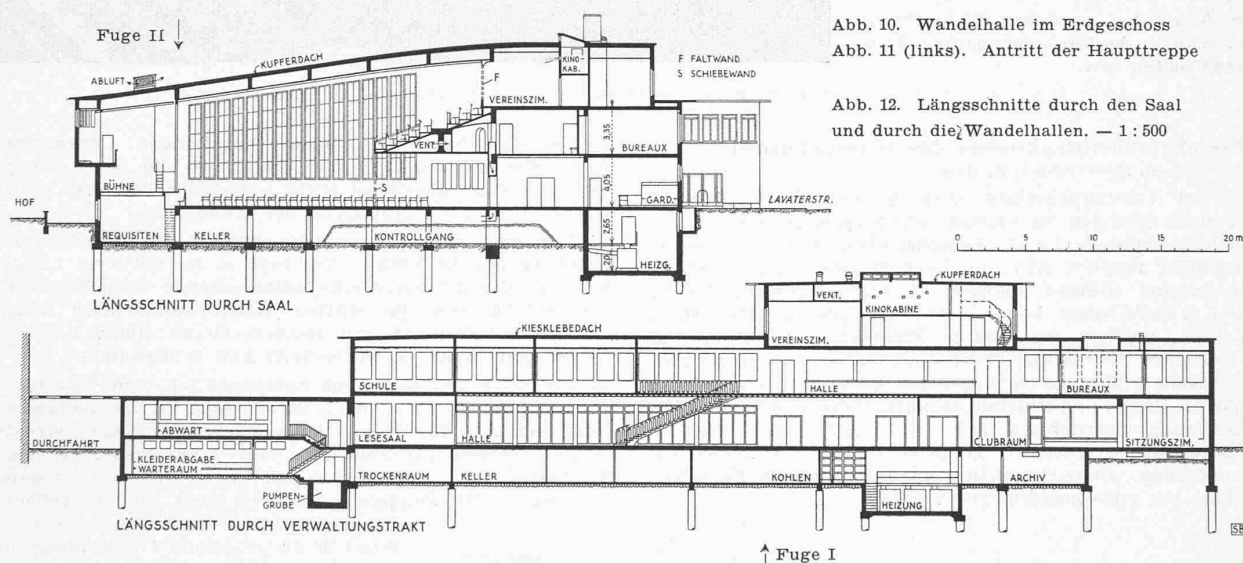 Fuge II ↓
Abb. 10. Wandelhalle im Erdgeschoss
Abb. 11 (links). Antritt der Haupttreppe
Abb. 12. Längsschnitte durch den Saal
und durch die Wandelhallen. — 1 : 500
F FALTWAND
S SCHIEBEWAND
ABLUFT
KUPFERDACH
KINO-
KAB.
F
VEREINSZIM.
VENT.
3,35
BUREAUX
S
4,05
GARD.
LAVATERSTR.
BÜHNE
HOF
REQUISITEN
KELLER
KONTROLLGANG
2,65
HEIZG.
LÄNGSSCHNITT DURCH SAAL
0 5 10 15 20 m
KUPFERDACH
VENT.
KINOKABINE
VEREINSZIM.
KIESKLEBEDACH
SCHULE
HALLE
BUREAUX
ABWART
LESESAAL
HALLE
CLUBRAUM
SITZUNGSZIM.
DURCHFAHRT
KLEIDERABGABE
WARTERAUM
TROCKENRAUM
KELLER
KOHLEN
ARCHIV
PUMPEN-
GRUBE
HEIZUNG
LÄNGSSCHNITT DURCH VERWALTUNGSTRAKT
↑ Fuge I